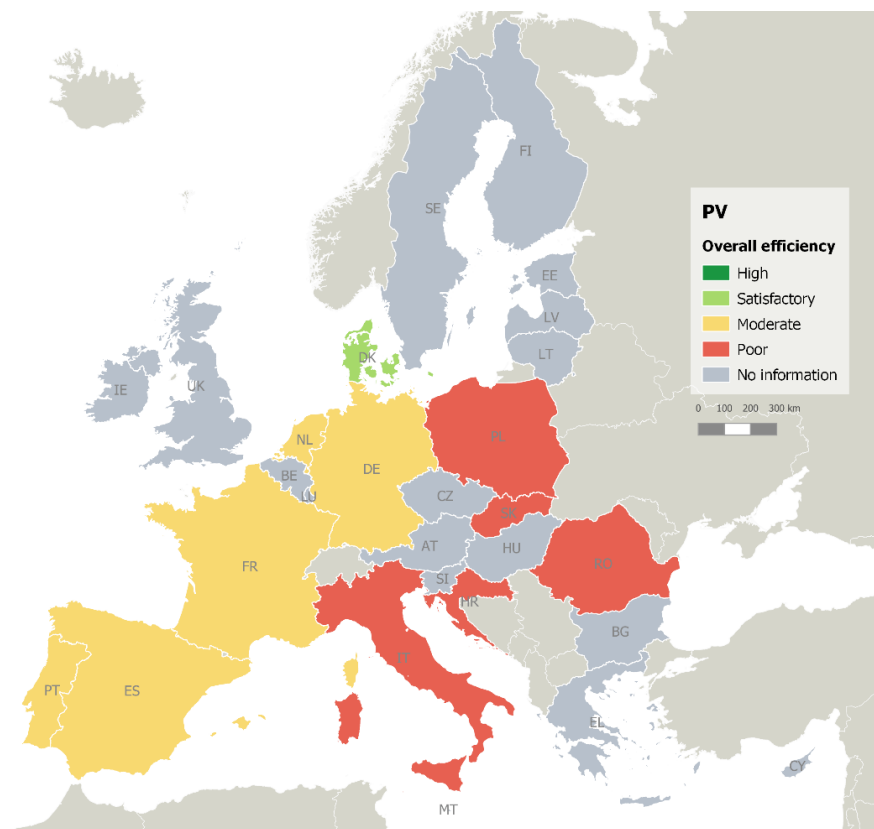 FI
SE
PV
Overall efficiency
High
Satisfactory
Moderate
Poor
No information
EE
LV
LT
DK
IE
UK
0 100 200 300 km
NL
PL
DE
BE
LU
CZ
SK
AT
HU
FR
RO
SI
HR
BG
IT
PT
ES
EL
CY
MT